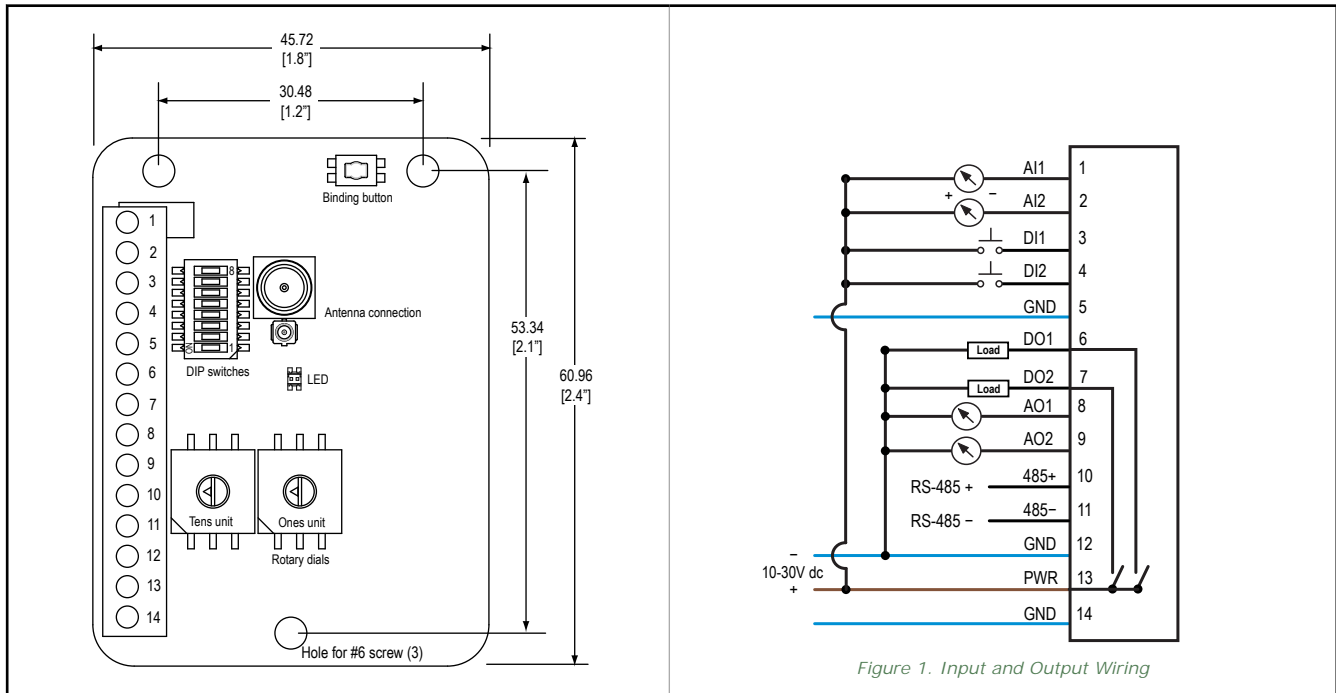 45.72
[1.8”]
30.48
[1.2”]
Binding button
1
2
3
4
5
6
7
8
9
10
11
12
13
14
8
ON
1
DIP switches
Antenna connection
LED
53.34
[2.1”]
60.96
[2.4”]
Tens unit
Ones unit
Rotary dials
Hole for #6 screw (3)
AI1 1
+ −
AI2 2
DI1 3
DI2 4
GND 5
Load DO1 6
Load DO2 7
AO1 8
AO2 9
RS-485 + 485+ 10
RS-485 − 485− 11
− GND 12
10-30V dc
+ PWR 13
GND 14
Figure 1. Input and Output Wiring